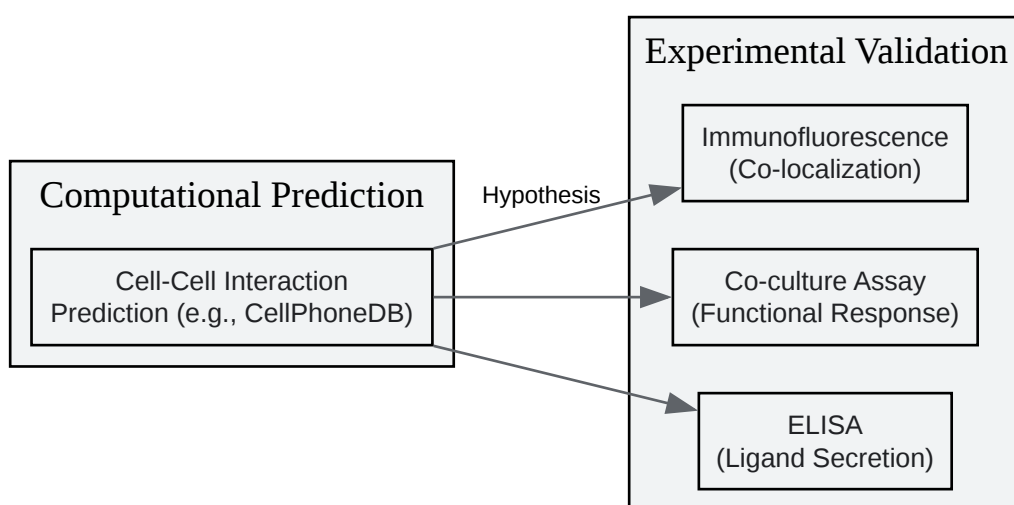 Computational Prediction
Cell-Cell Interaction
Prediction (e.g., CellPhoneDB)
Hypothesis
Experimental Validation
Immunofluorescence
(Co-localization)
Co-culture Assay
(Functional Response)
ELISA
(Ligand Secretion)